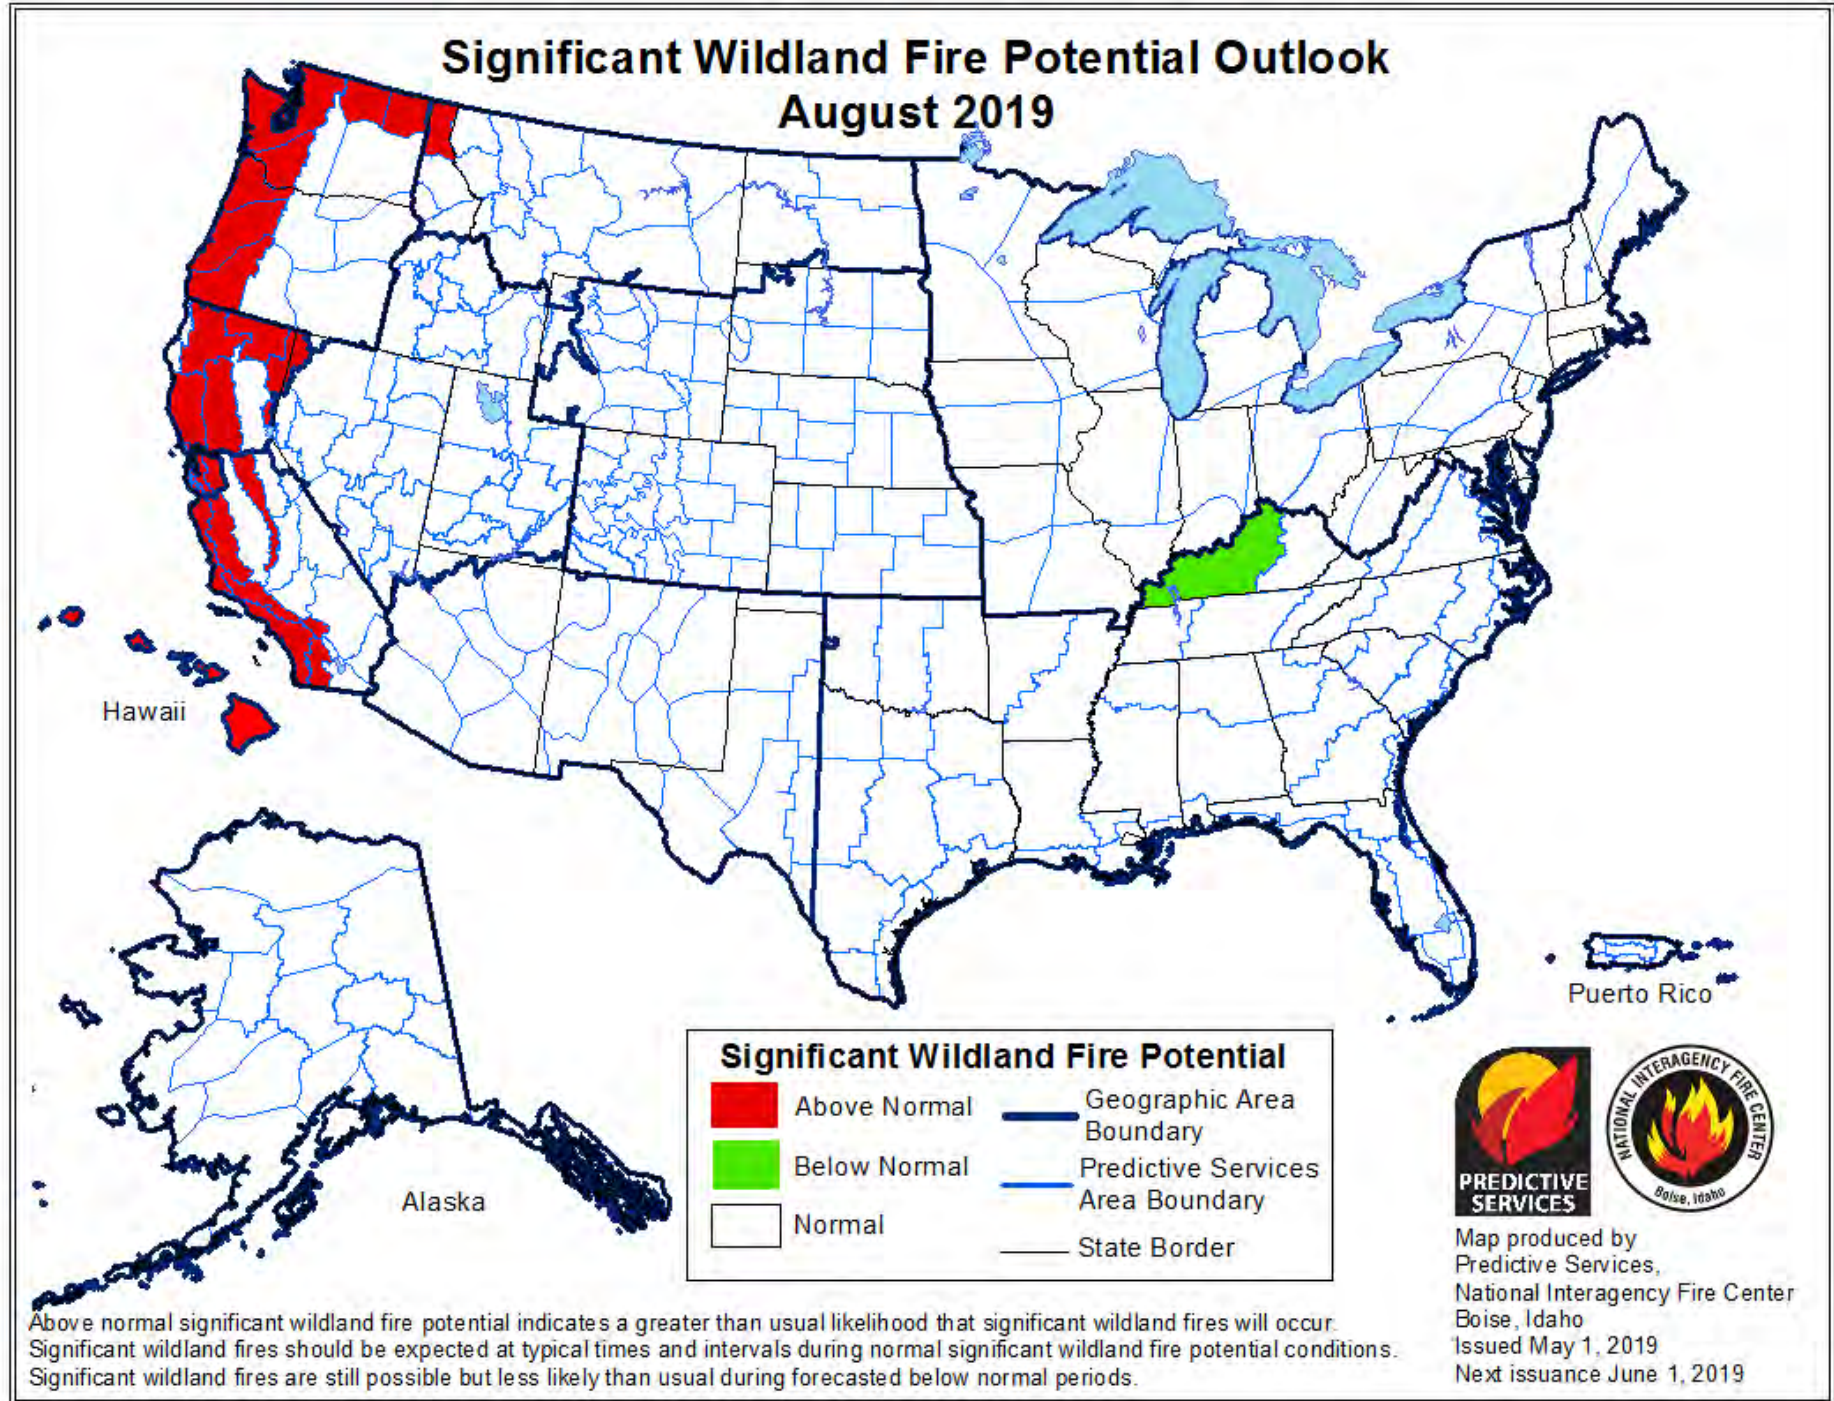 Significant Wildland Fire Potential Outlook
August 2019
Hawaii
Alaska
Puerto Rico
Significant Wildland Fire Potential
Above Normal
Below Normal
Normal
Geographic Area
Boundary
Predictive Services
Area Boundary
State Border
PREDICTIVE
SERVICES
NATIONAL INTERAGENCY FIRE CENTER
Boise, Idaho
Map produced by
Predictive Services,
National Interagency Fire Center
Boise, Idaho
Issued May 1, 2019
Next issuance June 1, 2019
Above normal significant wildland fire potential indicates a greater than usual likelihood that significant wildland fires will occur.
Significant wildland fires should be expected at typical times and intervals during normal significant wildland fire potential conditions.
Significant wildland fires are still possible but less likely than usual during forecasted below normal periods.